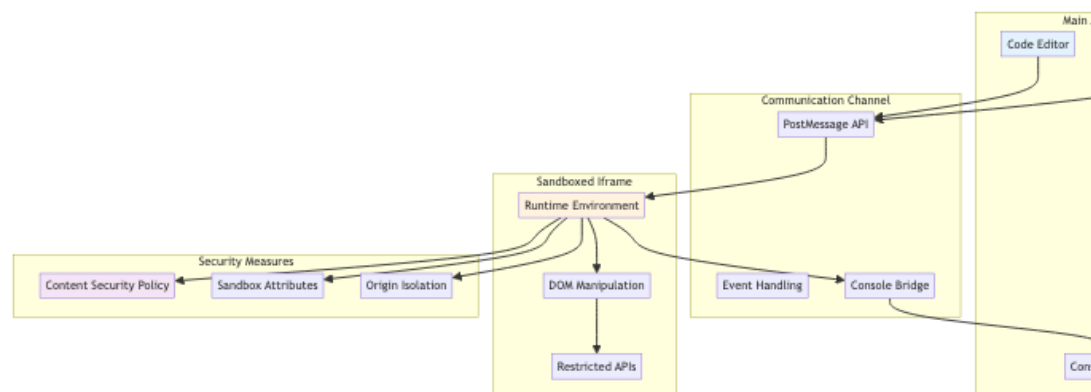 Main
Code Editor
Communication Channel
PostMessage API
Sandboxed Iframe
Runtime Environment
Security Measures
Content Security Policy
Sandbox Attributes
Origin Isolation
DOM Manipulation
Event Handling
Console Bridge
Restricted APIs